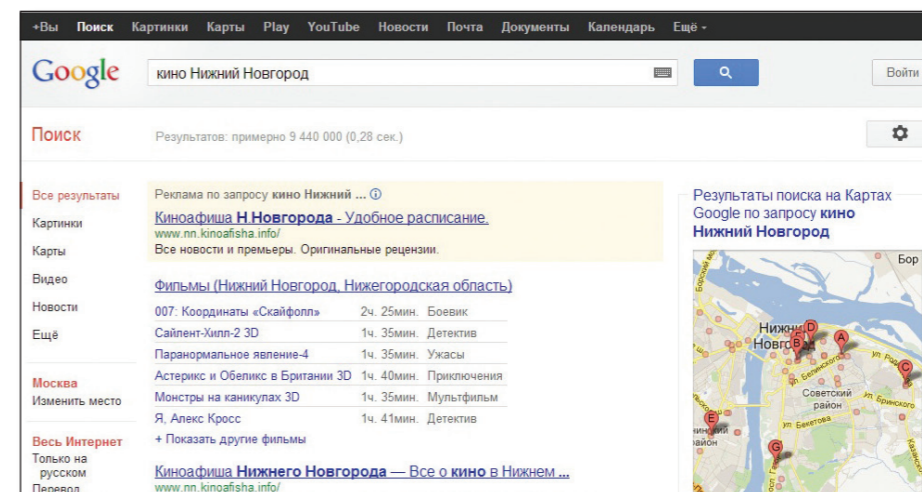 +Вы Поиск Картинки Карты Play YouTube Новости Почта Документы Календарь Ещё
Google
кино Нижний Новгород
Войти
Поиск
Результатов: примерно 9 440 000 (0,28 сек.)
Все результаты
Картинки
Карты
Видео
Новости
Ещё
Москва
Изменить место
Весь Интернет
Только на
русском
Перевод
Реклама по запросу кино Нижний ...
Киноафиша Н.Новгорода - Удобное расписание.
www.nn.kinoafisha.info/
Все новости и премьеры. Оригинальные рецензии.
Фильмы (Нижний Новгород, Нижегородская область)
007: Координаты «Скайфолл» 2ч. 25мин. Боевик
Сайлент-Хилл-2 3D 1ч. 35мин. Детектив
Паранормальное явление-4 1ч. 35мин. Ужасы
Астерикс и Обеликс в Британии 3D 1ч. 40мин. Приключения
Монстры на каникулах 3D 1ч. 35мин. Мультфильм
Я, Алекс Кросс 1ч. 41мин. Детектив
+ Показать другие фильмы
Киноафиша Нижнего Новгорода — Все о кино в Нижнем ...
www.nn.kinoafisha.info/
Результаты поиска на Картах
Google по запросу кино
Нижний Новгород
Бор
D
B
A
C
Советский
район
ул. Бринского
ул. Бекетова
E
G